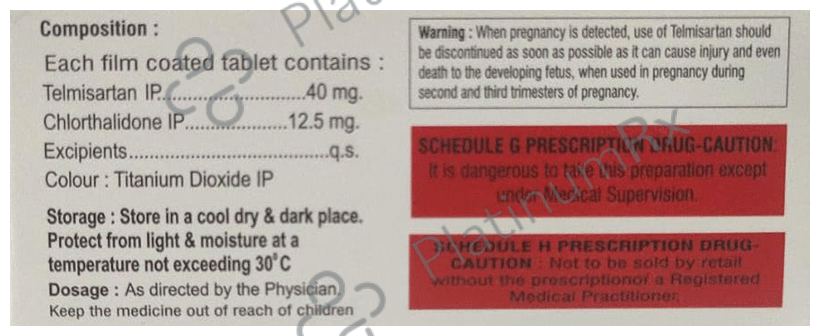 Composition :
Each film coated tablet contains :
Telmisartan IP.............................40 mg.
Chlorthalidone IP....................12.5 mg.
Excipients.......................................q.s.
Colour : Titanium Dioxide IP
Storage : Store in a cool dry & dark place.
Protect from light & moisture at a
temperature not exceeding 30°C
Dosage : As directed by the Physician.
Keep the medicine out of reach of children
Warning : When pregnancy is detected, use of Telmisartan should
be discontinued as soon as possible as it can cause injury and even
death to the developing fetus, when used in pregnancy during
second and third trimesters of pregnancy.
SCHEDULE G PRESCRIPTION DRUG-CAUTION:
It is dangerous to take this preparation except
under Medical Supervision.
SCHEDULE H PRESCRIPTION DRUG-
CAUTION : Not to be sold by retail
without the prescriptionof a Registered
Medical Practitioner.
PlatinumRx